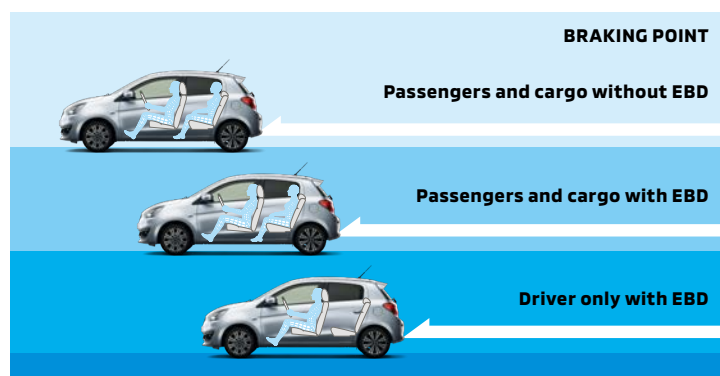 BRAKING POINT
Passengers and cargo without EBD
Passengers and cargo with EBD
Driver only with EBD